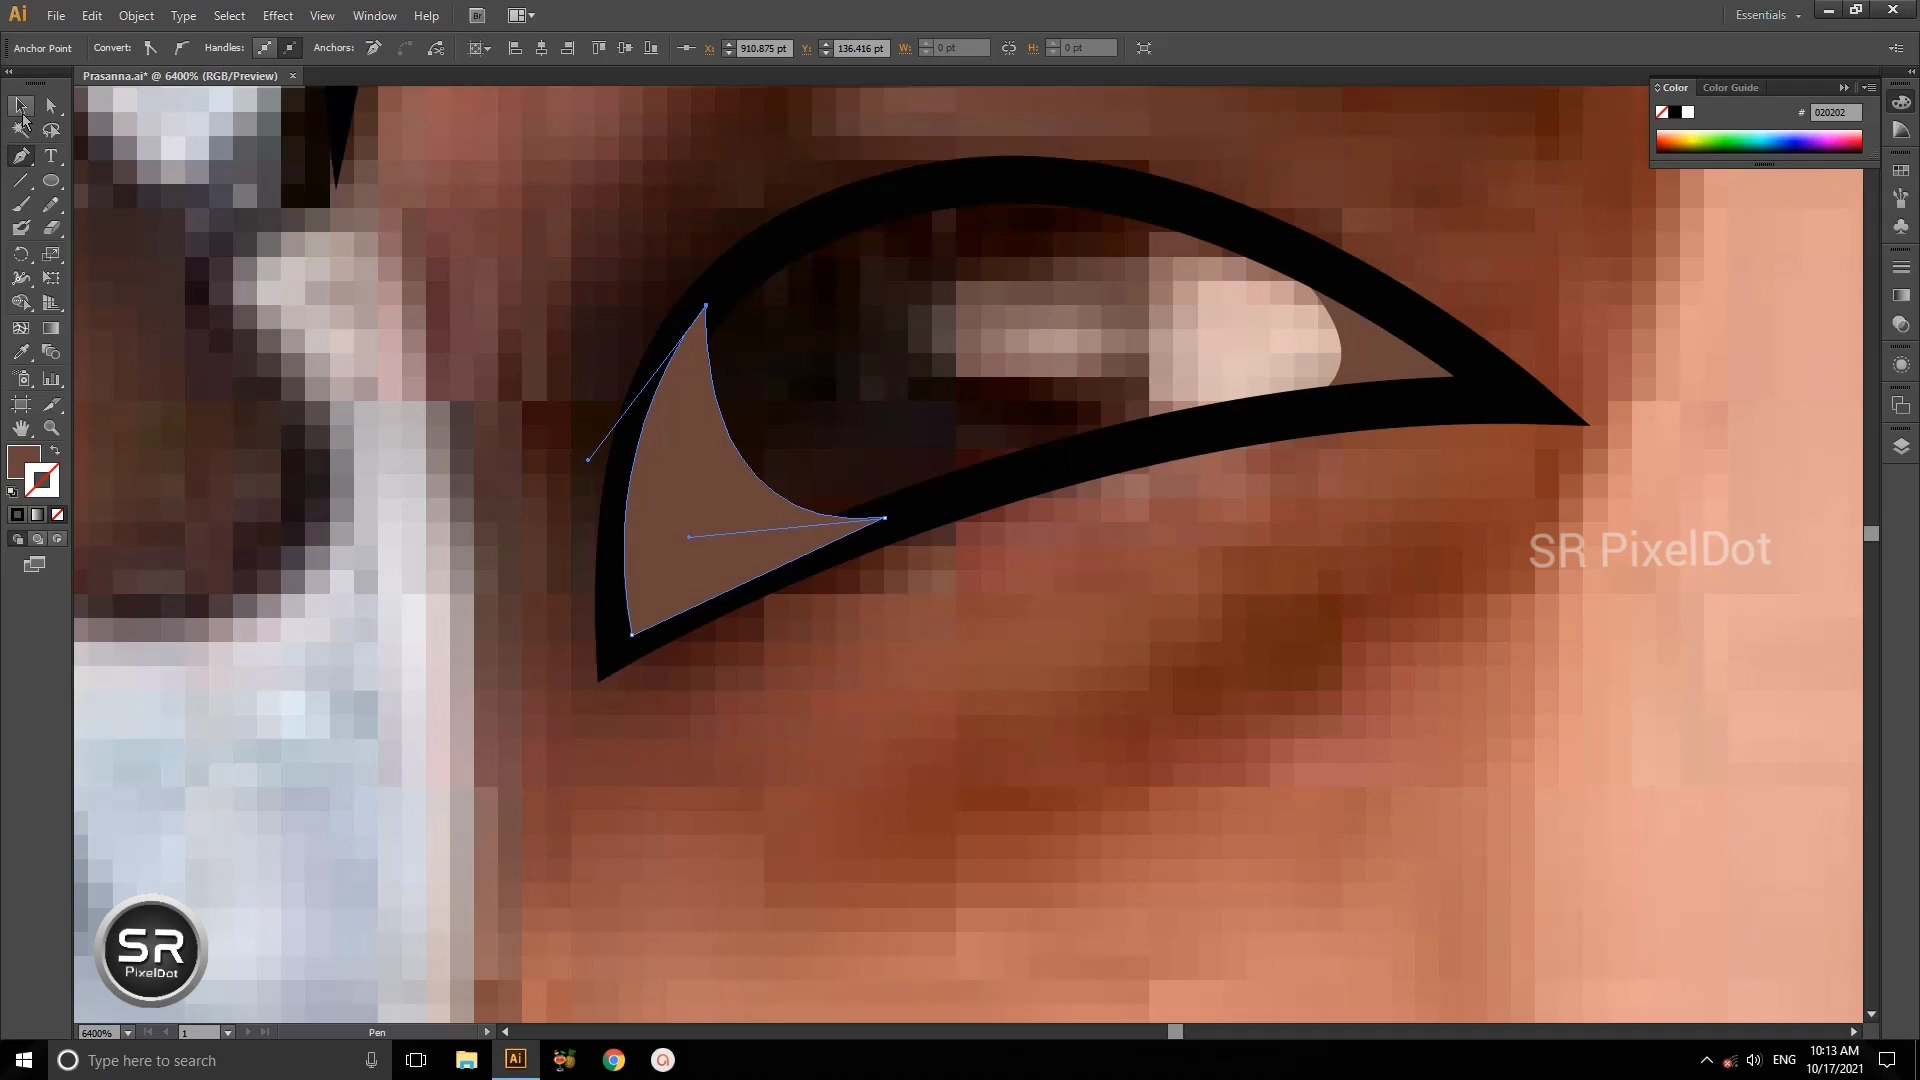 Ai File Edit Object Type Select Effect View Window Help Br Essentials
Anchor Point Convert: Handles: Anchors: X: 910.875 pt Y: 136.416 pt W: 0 pt H: 0 pt
Prasanna.ai* @ 6400% (RGB/Preview) ×
Color Color Guide
# 020202
SR PixelDot
SR
PixelDot
6400% 1 Pen
Type here to search
Ai
ENG
10:13 AM
10/17/2021